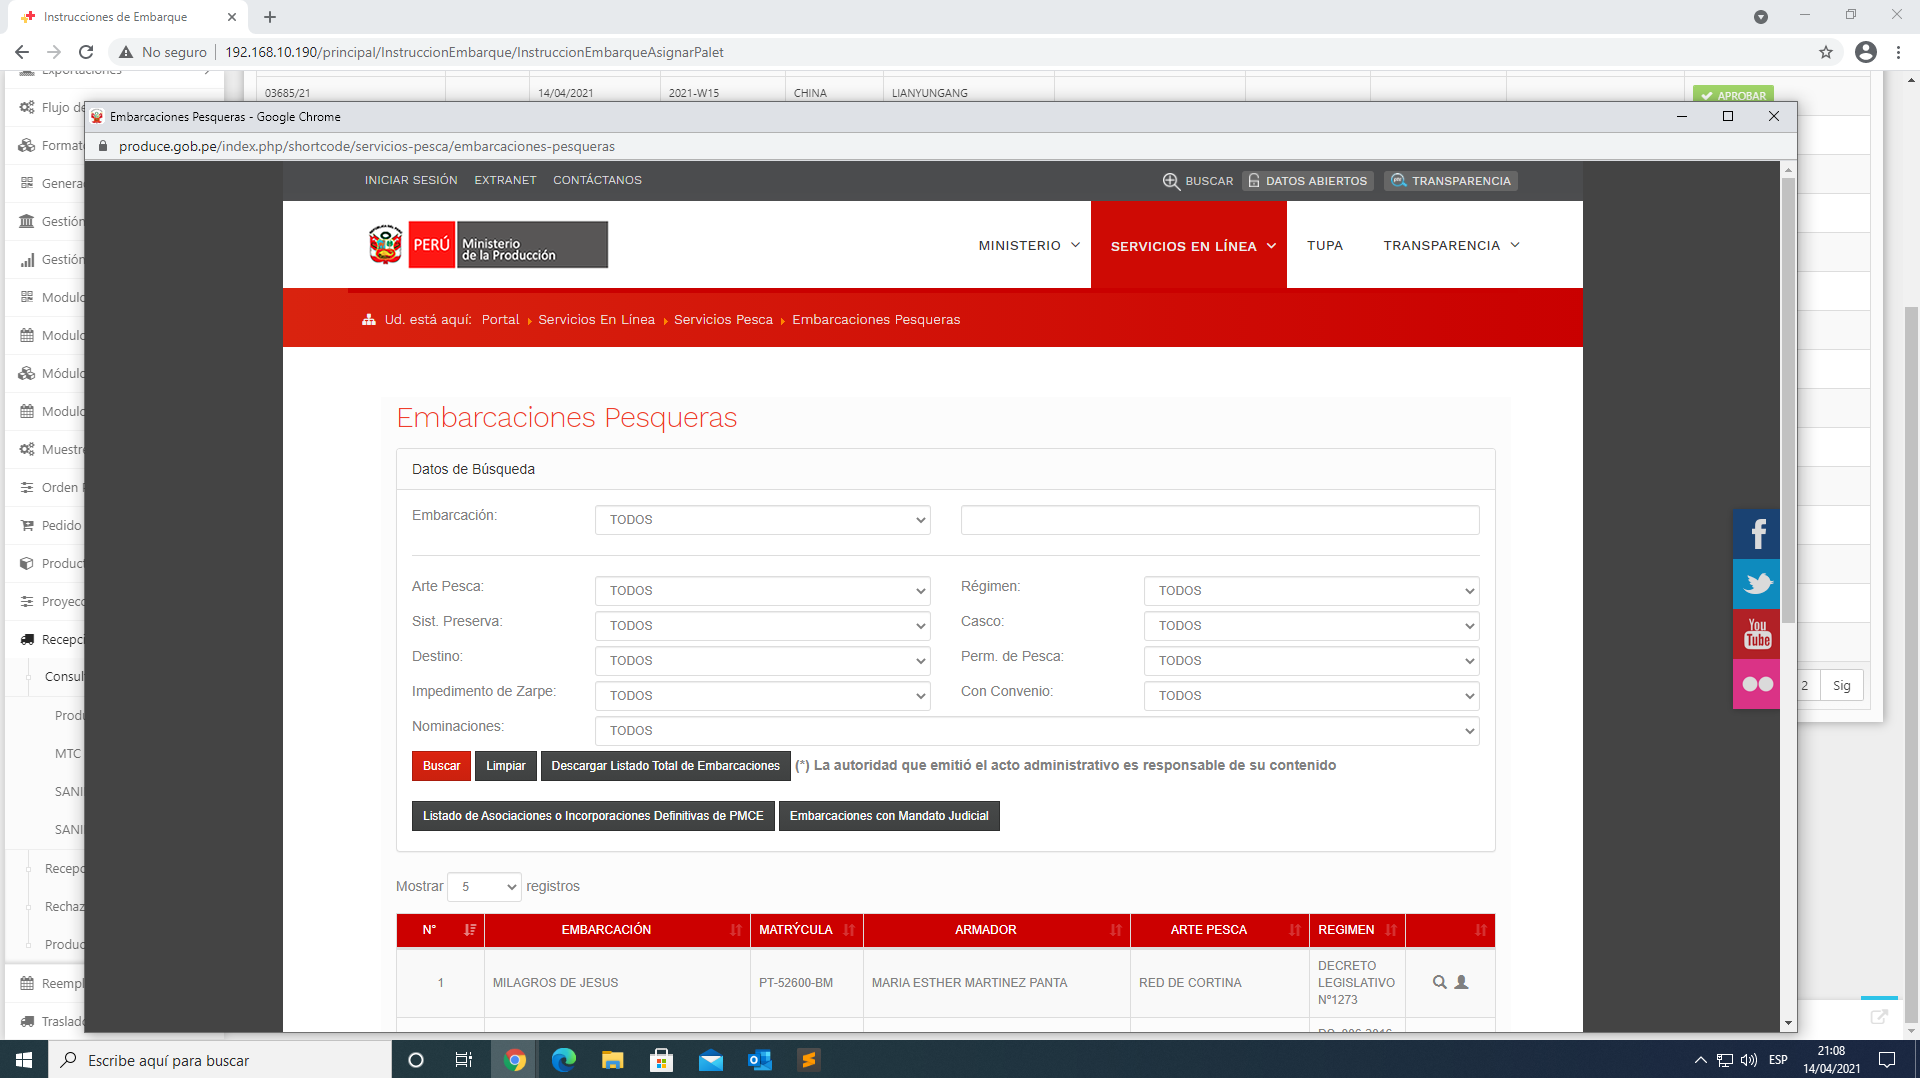 Instrucciones de Embarque
No seguro
192.168.10.190/principal/InstruccionEmbarque/InstruccionEmbarqueAsignarPalet
Exportaciones
03685/21 14/04/2021 2021-W15 CHINA LIANYUNGANG APROBAR
Flujo de
Formato
Genera
Gestión
Gestión
Modulo
Modulo
Módulo
Modulo
Muestr
Orden
Pedido
Product
Proyec
Recepci
Consul
Produ
MTC
SANI
SANI
Recepc
Rechaz
Produc
Reempl
Traslad
2 Sig
Embarcaciones Pesqueras - Google Chrome
produce.gob.pe/index.php/shortcode/servicios-pesca/embarcaciones-pesqueras
INICIAR SESIÓN EXTRANET CONTÁCTANOS BUSCAR DATOS ABIERTOS TRANSPARENCIA
PERÚ Ministerio
de la Producción
MINISTERIO SERVICIOS EN LÍNEA TUPA TRANSPARENCIA
Ud. está aquí: Portal Servicios En Línea Servicios Pesca Embarcaciones Pesqueras
Embarcaciones Pesqueras
Datos de Búsqueda
Embarcación: TODOS
Arte Pesca: TODOS Régimen: TODOS
Sist. Preserva: TODOS Casco: TODOS
Destino: TODOS Perm. de Pesca: TODOS
Impedimento de Zarpe: TODOS Con Convenio: TODOS
Nominaciones: TODOS
Buscar Limpiar Descargar Listado Total de Embarcaciones (*) La autoridad que emitió el acto administrativo es responsable de su contenido
Listado de Asociaciones o Incorporaciones Definitivas de PMCE Embarcaciones con Mandato Judicial
Mostrar 5 registros
N° EMBARCACIÓN MATRÝCULA ARMADOR ARTE PESCA REGIMEN
1 MILAGROS DE JESUS PT-52600-BM MARIA ESTHER MARTINEZ PANTA RED DE CORTINA DECRETO
LEGISLATIVO
N°1273
You
Tube
Escribe aquí para buscar
ESP
21:08
14/04/2021